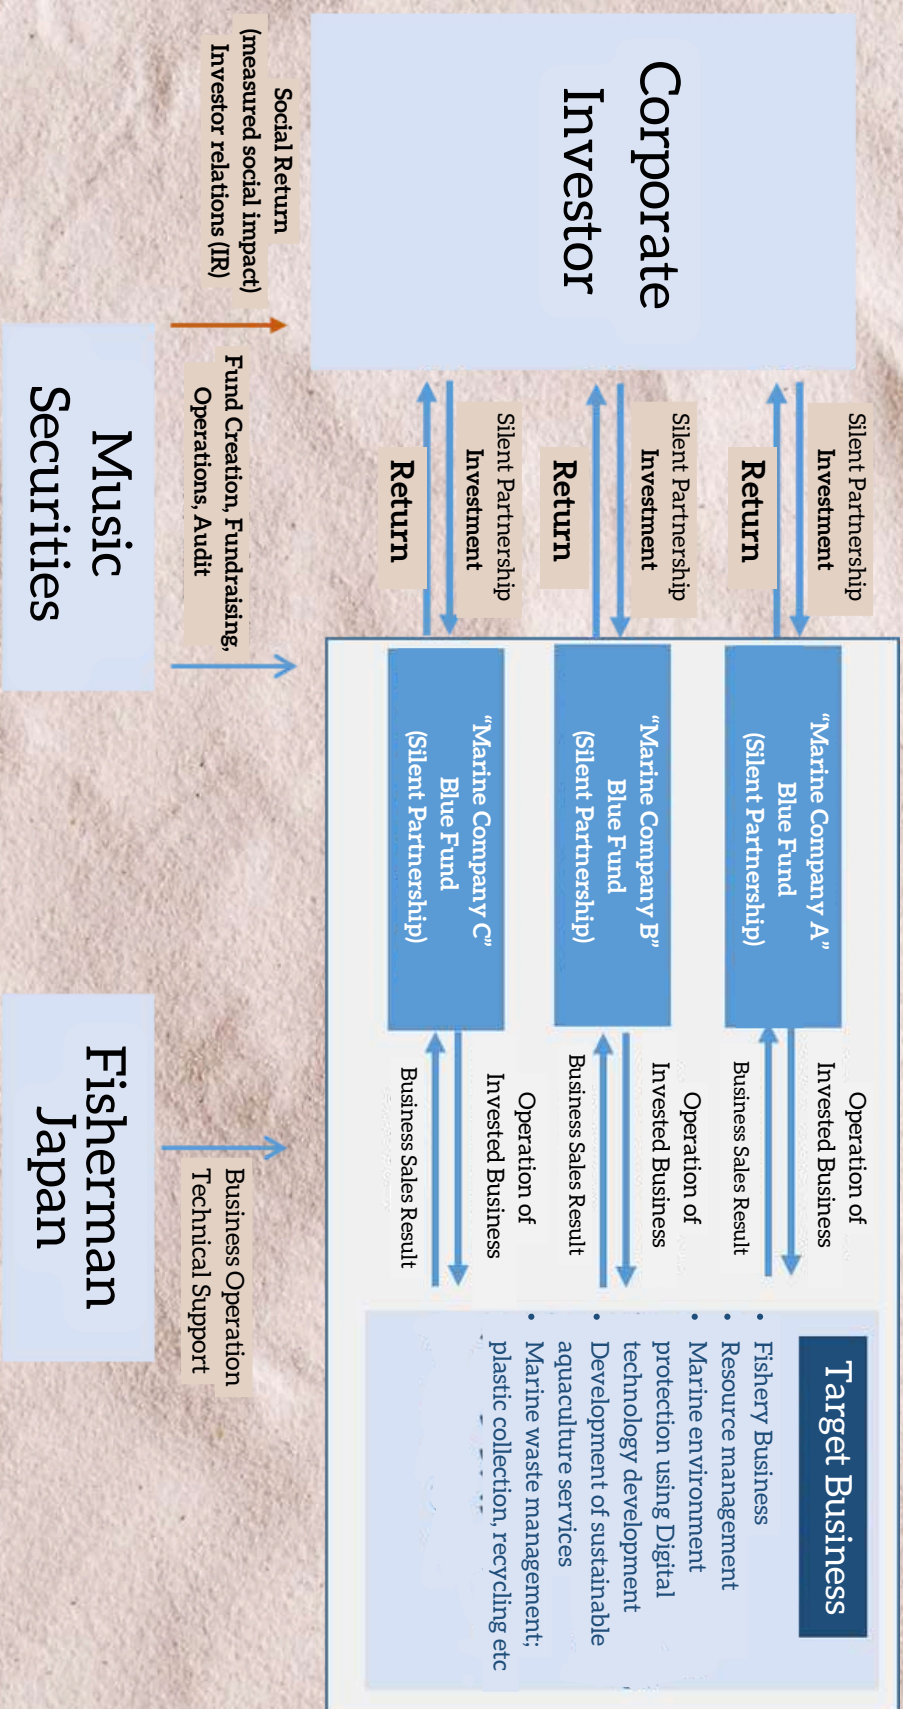 Corporate
Investor
Silent Partnership
Investment
Return
Silent Partnership
Investment
Return
Silent Partnership
Investment
Return
“Marine Company A”
Blue Fund
(Silent Partnership)
“Marine Company B”
Blue Fund
(Silent Partnership)
“Marine Company C”
Blue Fund
(Silent Partnership)
Operation of
Invested Business
Business Sales Result
Operation of
Invested Business
Business Sales Result
Operation of
Invested Business
Business Sales Result
Target Business
• Fishery Business
• Resource management
• Marine environment
protection using Digital
technology development
• Development of sustainable
aquaculture services
• Marine waste management;
plastic collection, recycling etc
Social Return
(measured social impact)
Investor relations (IR)
Fund Creation, Fundraising,
Operations, Audit
Business Operation
Technical Support
Music
Securities
Fisherman
Japan